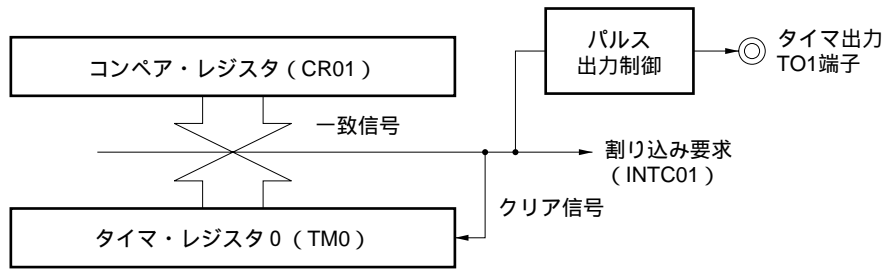 コンペア・レジスタ（CR01）
パルス
出力制御
タイマ出力
TO1端子
一致信号
割り込み要求
（INTC01）
クリア信号
タイマ・レジスタ0（TM0）